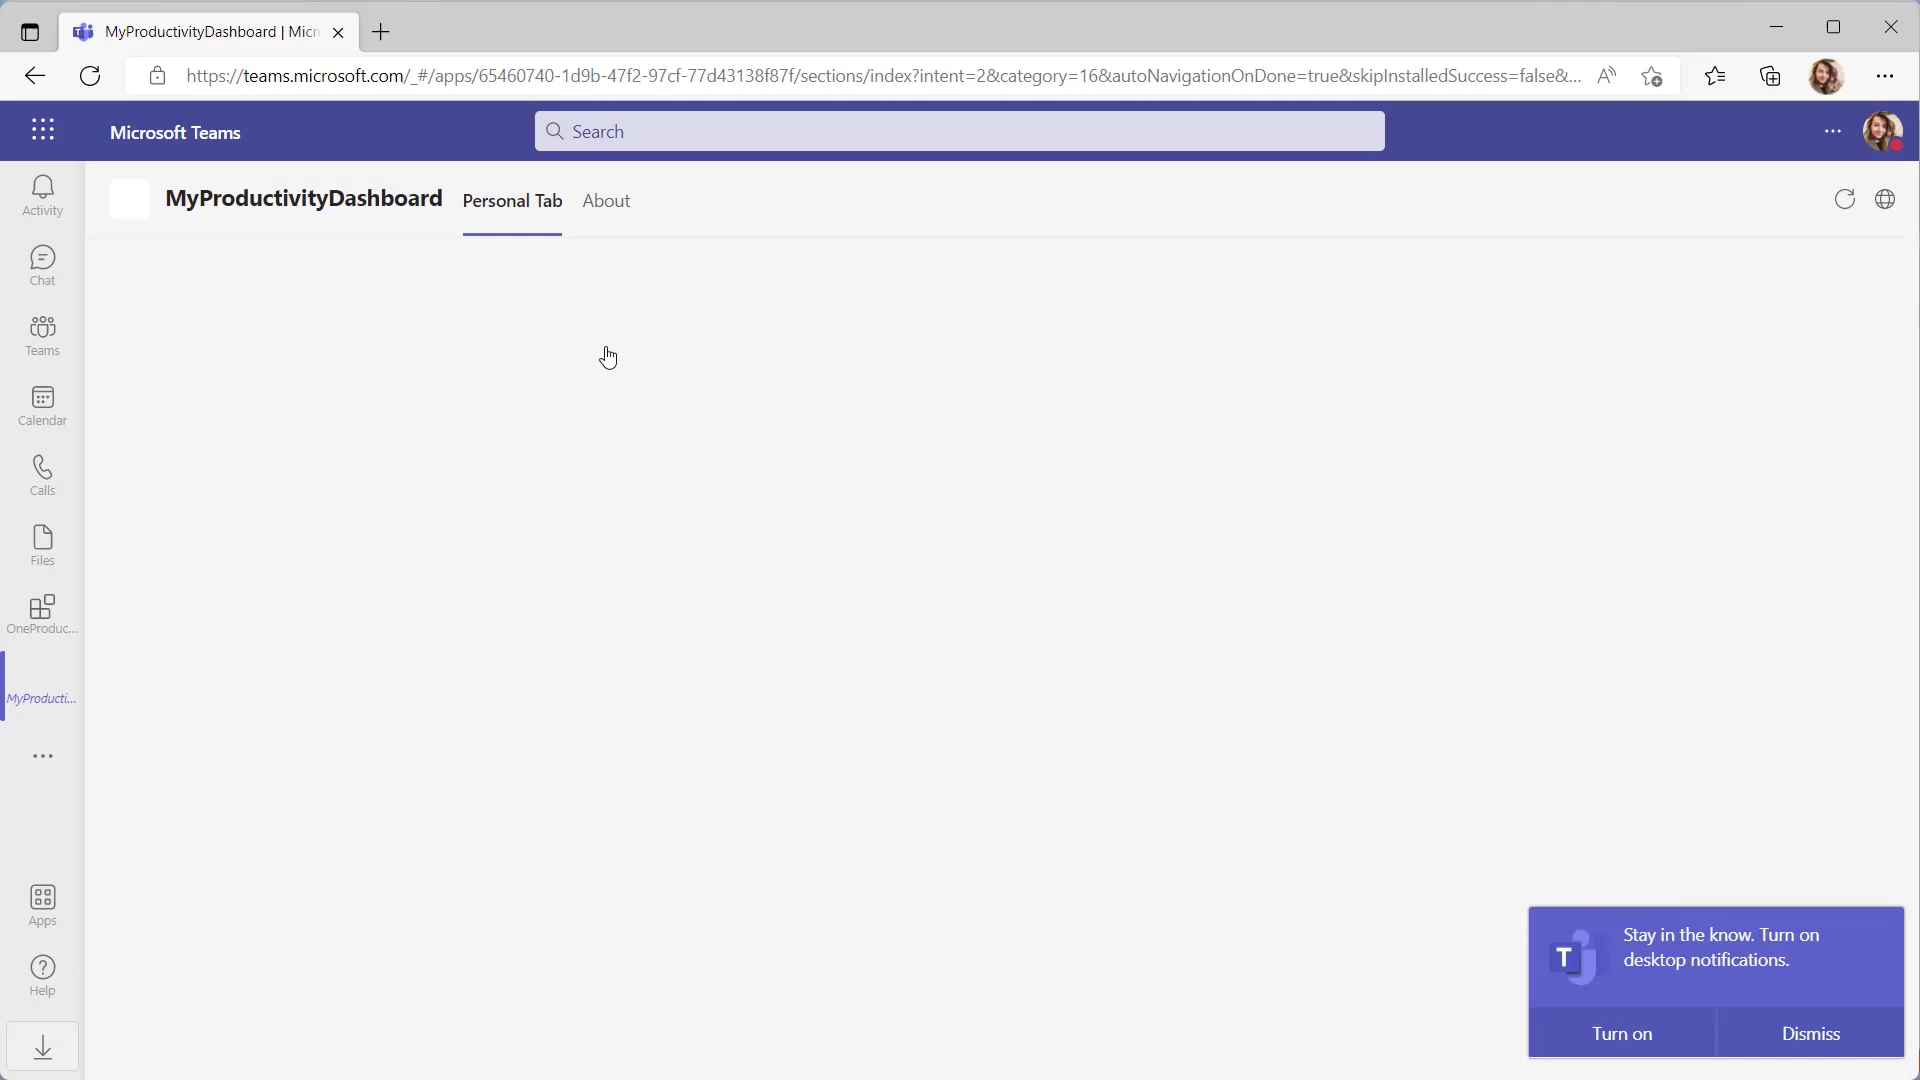 MyProductivityDashboard | Micr
https://teams.microsoft.com/_#/apps/65460740-1d9b-47f2-97cf-77d43138f87f/sections/index?intent=2&category=16&autoNavigationOnDone=true&skipInstalledSuccess=false&...
Microsoft Teams
Search
MyProductivityDashboard
Personal Tab
About
Activity
Chat
Teams
Calendar
Calls
Files
OneProduc...
MyProducti...
Apps
Help
T
Stay in the know. Turn on
desktop notifications.
Turn on
Dismiss